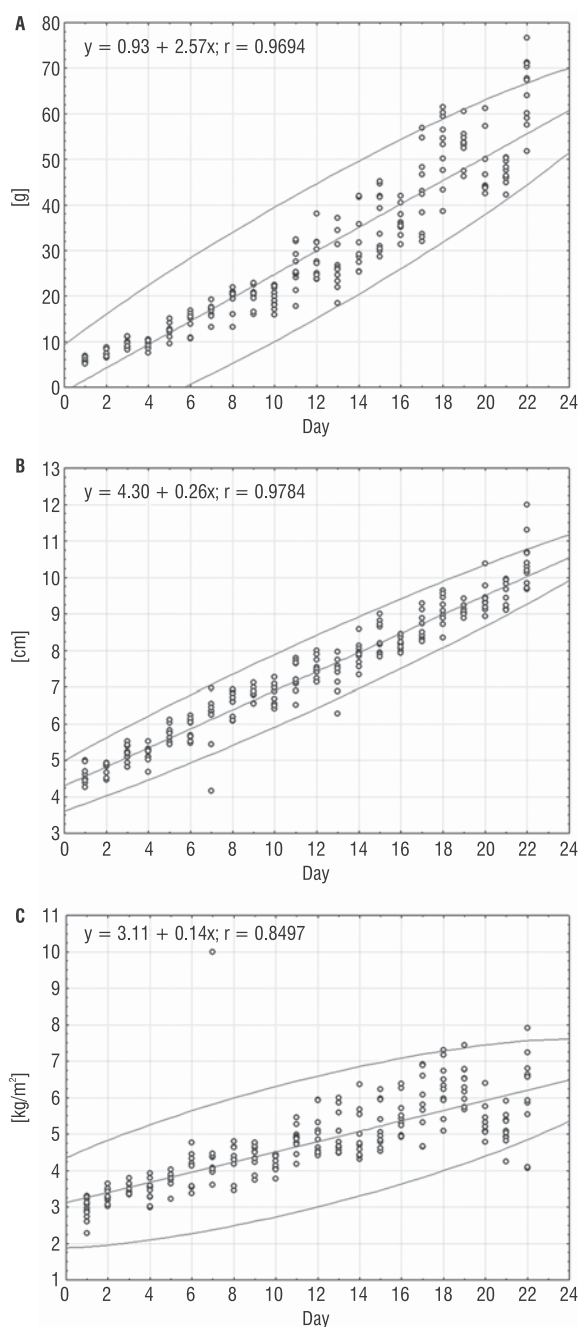 A
y = 0.93 + 2.57x; r = 0.9694
[g]
80
70
60
50
40
30
20
10
0
0 2 4 6 8 10 12 14 16 18 20 22 24
Day
B
y = 4.30 + 0.26x; r = 0.9784
[cm]
13
12
11
10
9
8
7
6
5
4
3
0 2 4 6 8 10 12 14 16 18 20 22 24
Day
C
y = 3.11 + 0.14x; r = 0.8497
[kg/m²]
11
10
9
8
7
6
5
4
3
2
1
0 2 4 6 8 10 12 14 16 18 20 22 24
Day